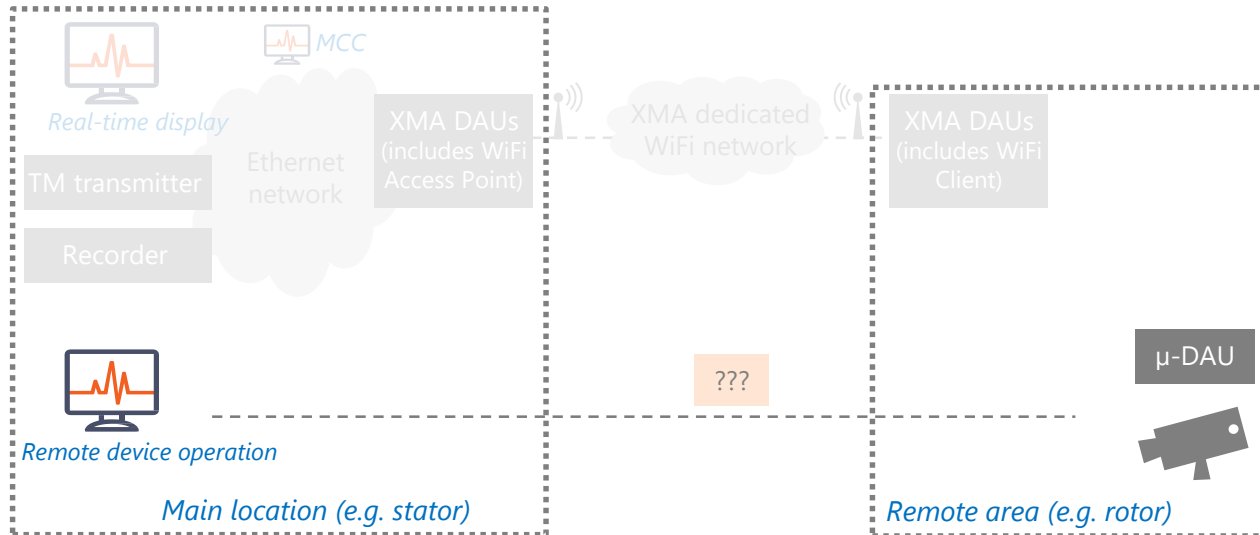 MCC
Real-time display
TM transmitter
Recorder
Ethernet
network
XMA DAUs
(includes WiFi
Access Point)
XMA dedicated
WiFi network
XMA DAUs
(includes WiFi
Client)
???
µ-DAU
Remote device operation
Main location (e.g. stator)
Remote area (e.g. rotor)